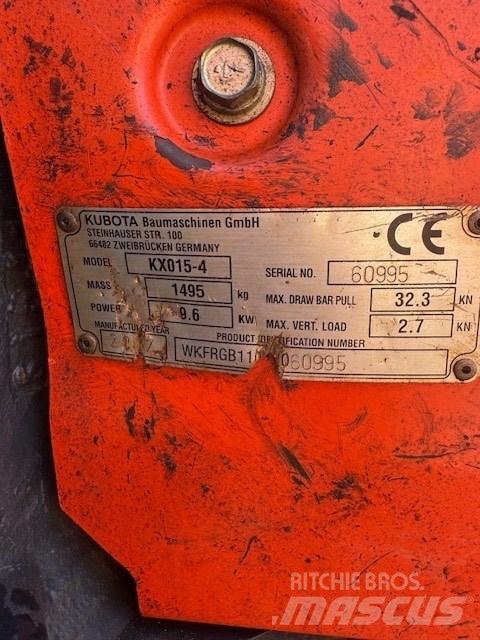 KUBOTA Baumaschinen GmbH
STEINHAUSER STR. 100
66482 ZWEIBRÜCKEN GERMANY
CE
MODEL KX015-4
SERIAL NO. 60995
MASS 1495 kg
MAX. DRAW BAR PULL 32.3 KN
POWER 9.6 KW
MAX. VERT. LOAD 2.7 KN
MANUFACTURED YEAR
PRODUCT IDENTIFICATION NUMBER
RITCHIE BROS.
MASCUS